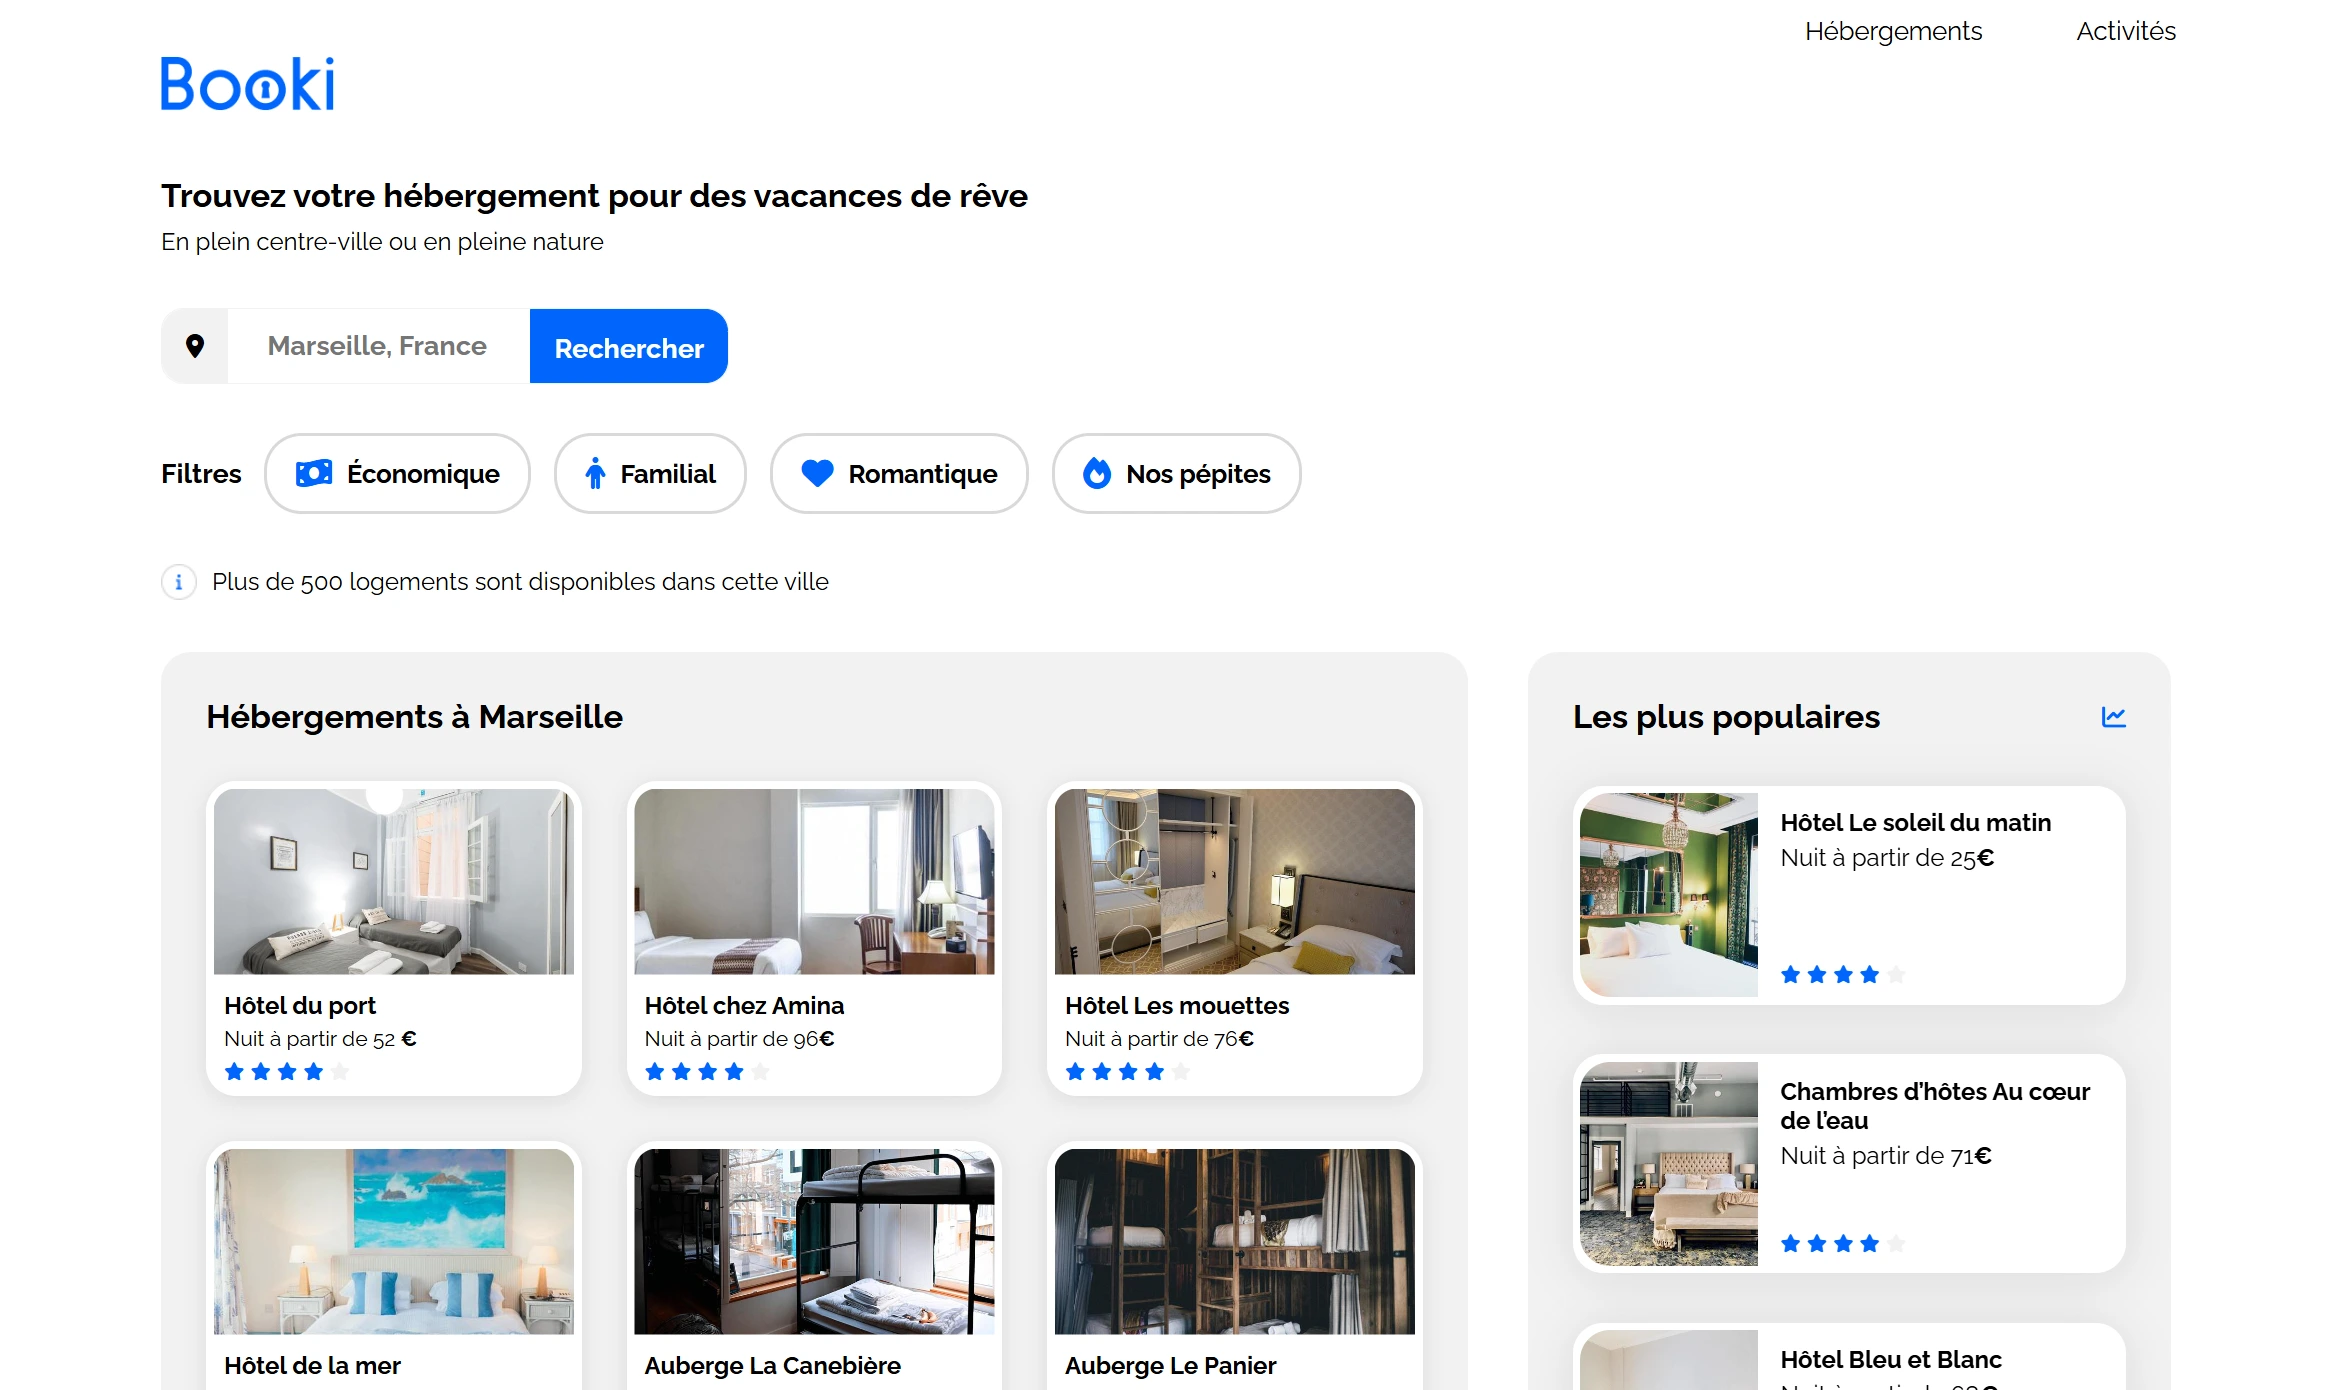 Hébergements
Activités
Booki
Trouvez votre hébergement pour des vacances de rêve
En plein centre-ville ou en pleine nature
Marseille, France
Rechercher
Filtres
Économique
Familial
Romantique
Nos pépites
Plus de 500 logements sont disponibles dans cette ville
Hébergements à Marseille
Hôtel du port
Nuit à partir de 52 €
Hôtel chez Amina
Nuit à partir de 96€
Hôtel Les mouettes
Nuit à partir de 76€
Hôtel de la mer
Auberge La Canebière
Auberge Le Panier
Les plus populaires
Hôtel Le soleil du matin
Nuit à partir de 25€
Chambres d’hôtes Au cœur
de l’eau
Nuit à partir de 71€
Hôtel Bleu et Blanc